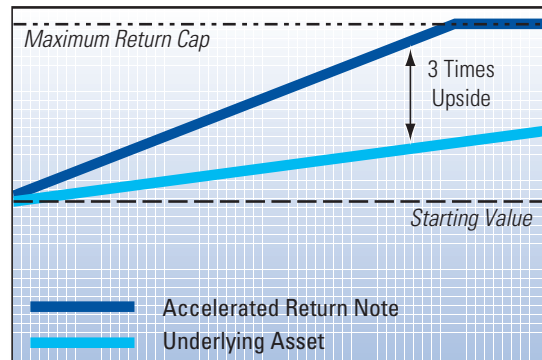 Maximum Return Cap
3 Times
Upside
Starting Value
Accelerated Return Note
Underlying Asset